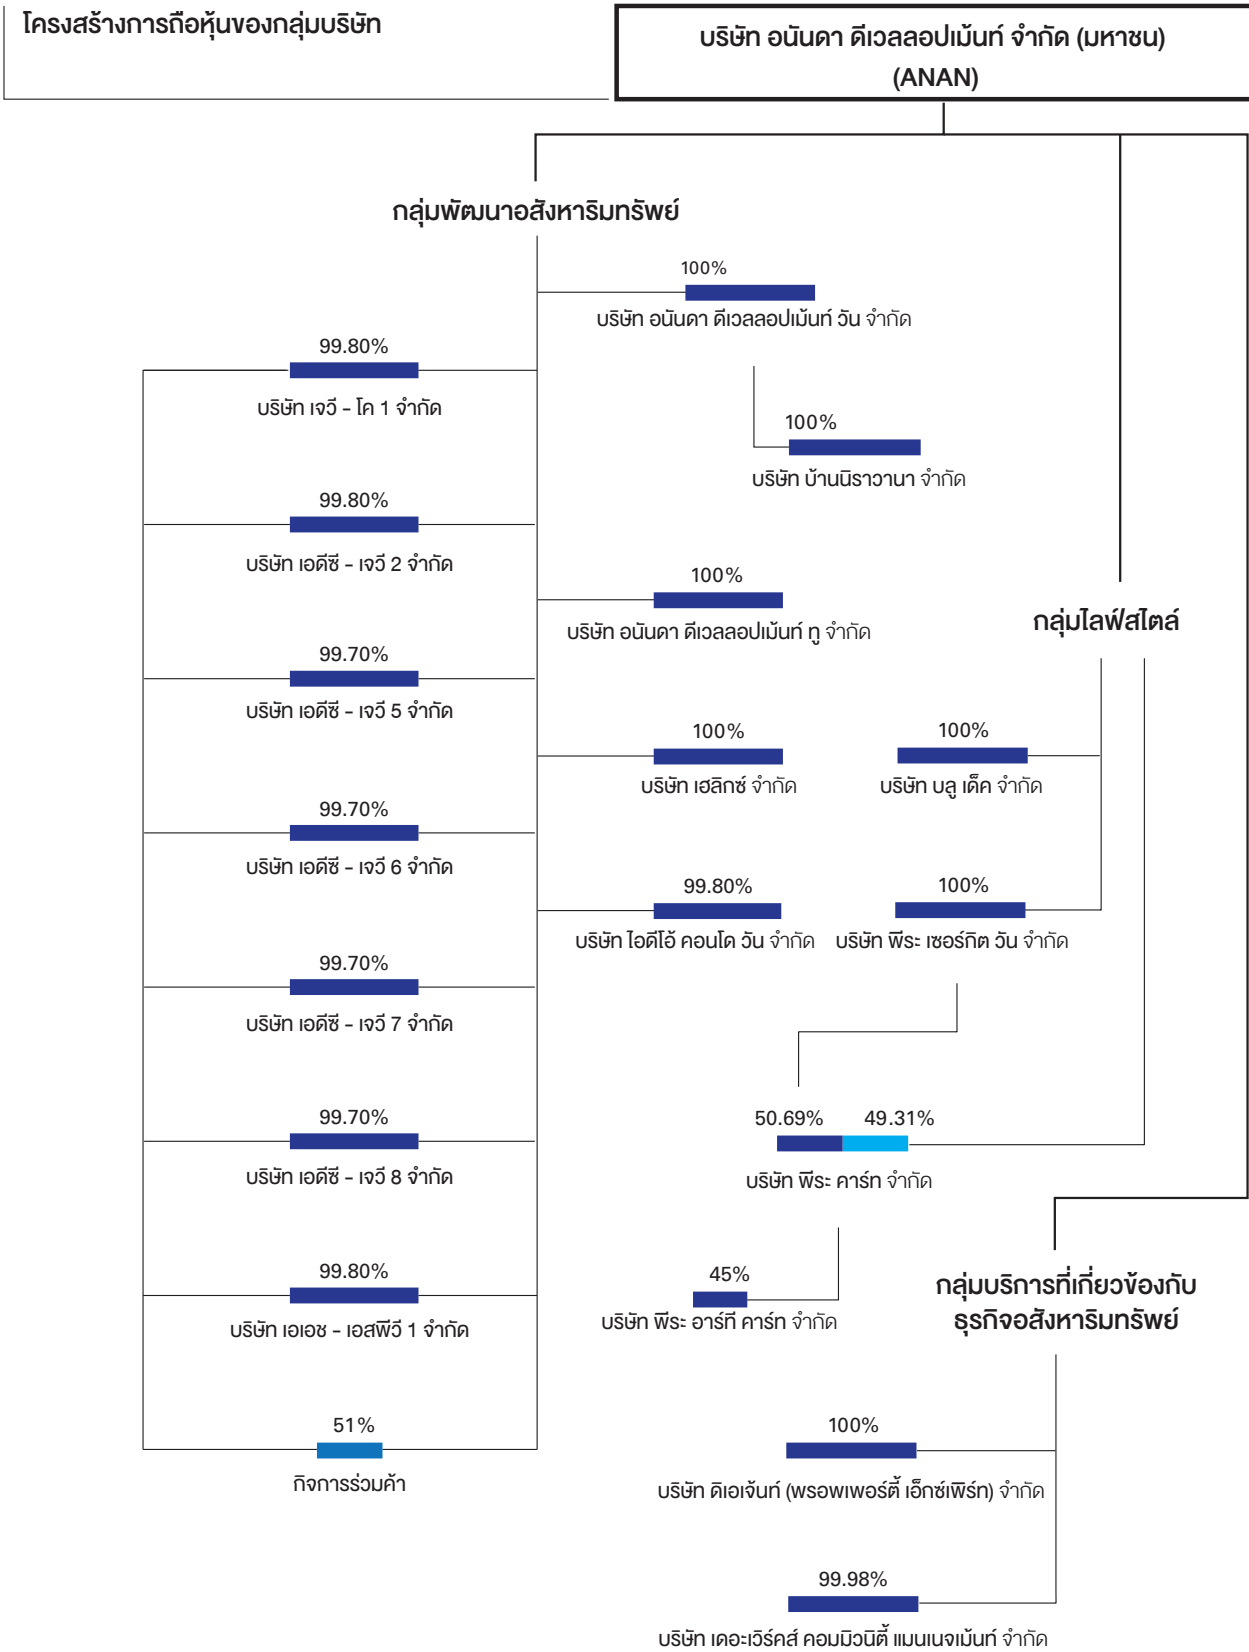 โครงสร้างการถือหุ้นของกลุ่มบริษัท
บริษัท อนันดา ดีเวลลอปเม้นท์ จำกัด (มหาชน)
(ANAN)
กลุ่มพัฒนาอสังหาริมทรัพย์
100%
บริษัท อนันดา ดีเวลลอปเม้นท์ วัน จำกัด
99.80%
บริษัท เจวี - โค 1 จำกัด
100%
บริษัท บ้านนิราวานา จำกัด
99.80%
บริษัท เอดีซี - เจวี 2 จำกัด
100%
บริษัท อนันดา ดีเวลลอปเม้นท์ ทู จำกัด
กลุ่มไลฟ์สไตล์
99.70%
บริษัท เอดีซี - เจวี 5 จำกัด
100%
บริษัท เฮลิกซ์ จำกัด
100%
บริษัท บลู เด็ค จำกัด
99.70%
บริษัท เอดีซี - เจวี 6 จำกัด
99.80%
บริษัท ไอดีโอ้ คอนโด วัน จำกัด
100%
บริษัท พีระ เซอร์กิต วัน จำกัด
99.70%
บริษัท เอดีซี - เจวี 7 จำกัด
99.70%
บริษัท เอดีซี - เจวี 8 จำกัด
50.69% 49.31%
บริษัท พีระ คาร์ท จำกัด
99.80%
บริษัท เอเอช - เอสพีวี 1 จำกัด
45%
บริษัท พีระ อาร์ที คาร์ท จำกัด
กลุ่มบริการที่เกี่ยวข้องกับ
ธุรกิจอสังหาริมทรัพย์
51%
กิจการร่วมค้า
100%
บริษัท ดิเอเจ้นท์ (พรอพเพอร์ตี้ เอ็กซ์เพิร์ท) จำกัด
99.98%
บริษัท เดอะเวิร์คส์ คอมมิวนิตี้ แมนเนจเม้นท์ จำกัด